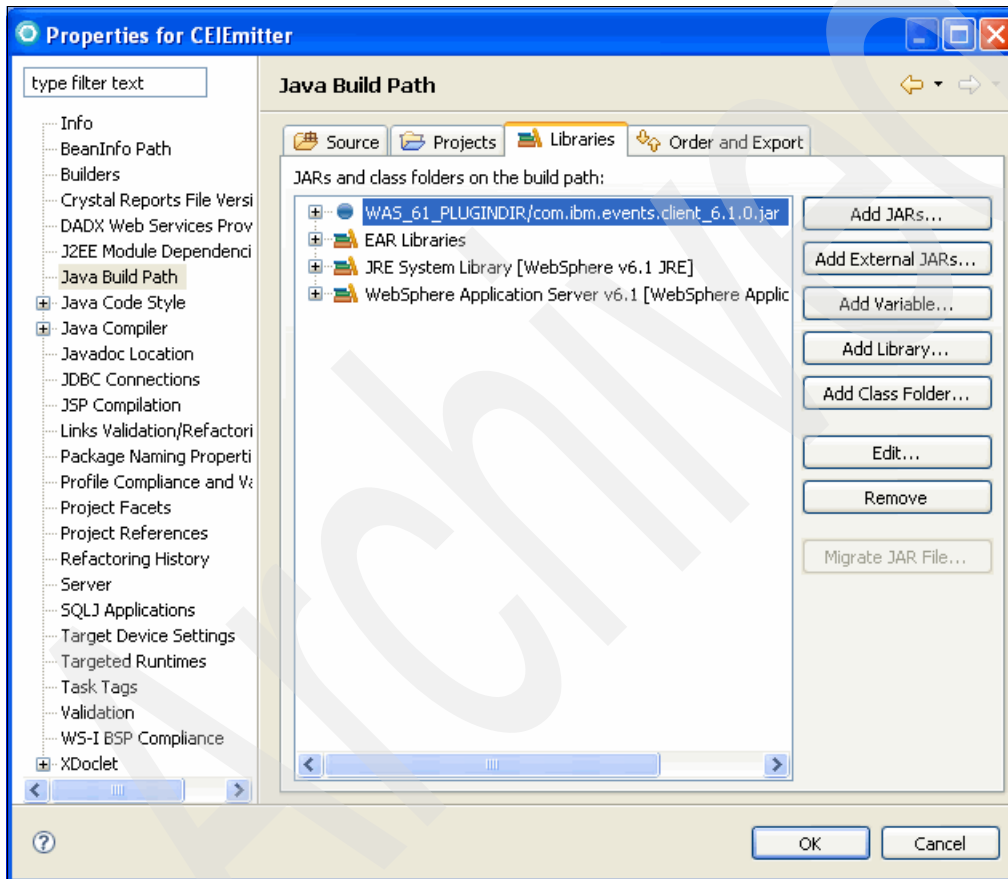 Properties for CEIEmitter
type filter text
Info
BeanInfo Path
Builders
Crystal Reports File Versi
DADX Web Services Prov
J2EE Module Dependenci
Java Build Path
Java Code Style
Java Compiler
Javadoc Location
JDBC Connections
JSP Compilation
Links Validation/Refactori
Package Naming Properti
Profile Compliance and Va
Project Facets
Project References
Refactoring History
Server
SQLJ Applications
Target Device Settings
Targeted Runtimes
Task Tags
Validation
WS-I BSP Compliance
XDoclet
Java Build Path
Source Projects Libraries Order and Export
JARs and class folders on the build path:
WAS_61_PLUGINDIR/com.ibm.events.client_6.1.0.jar
EAR Libraries
JRE System Library [WebSphere v6.1 JRE]
WebSphere Application Server v6.1 [WebSphere Applic
Add JARs...
Add External JARs...
Add Variable...
Add Library...
Add Class Folder...
Edit...
Remove
Migrate JAR File...
OK Cancel
Archived